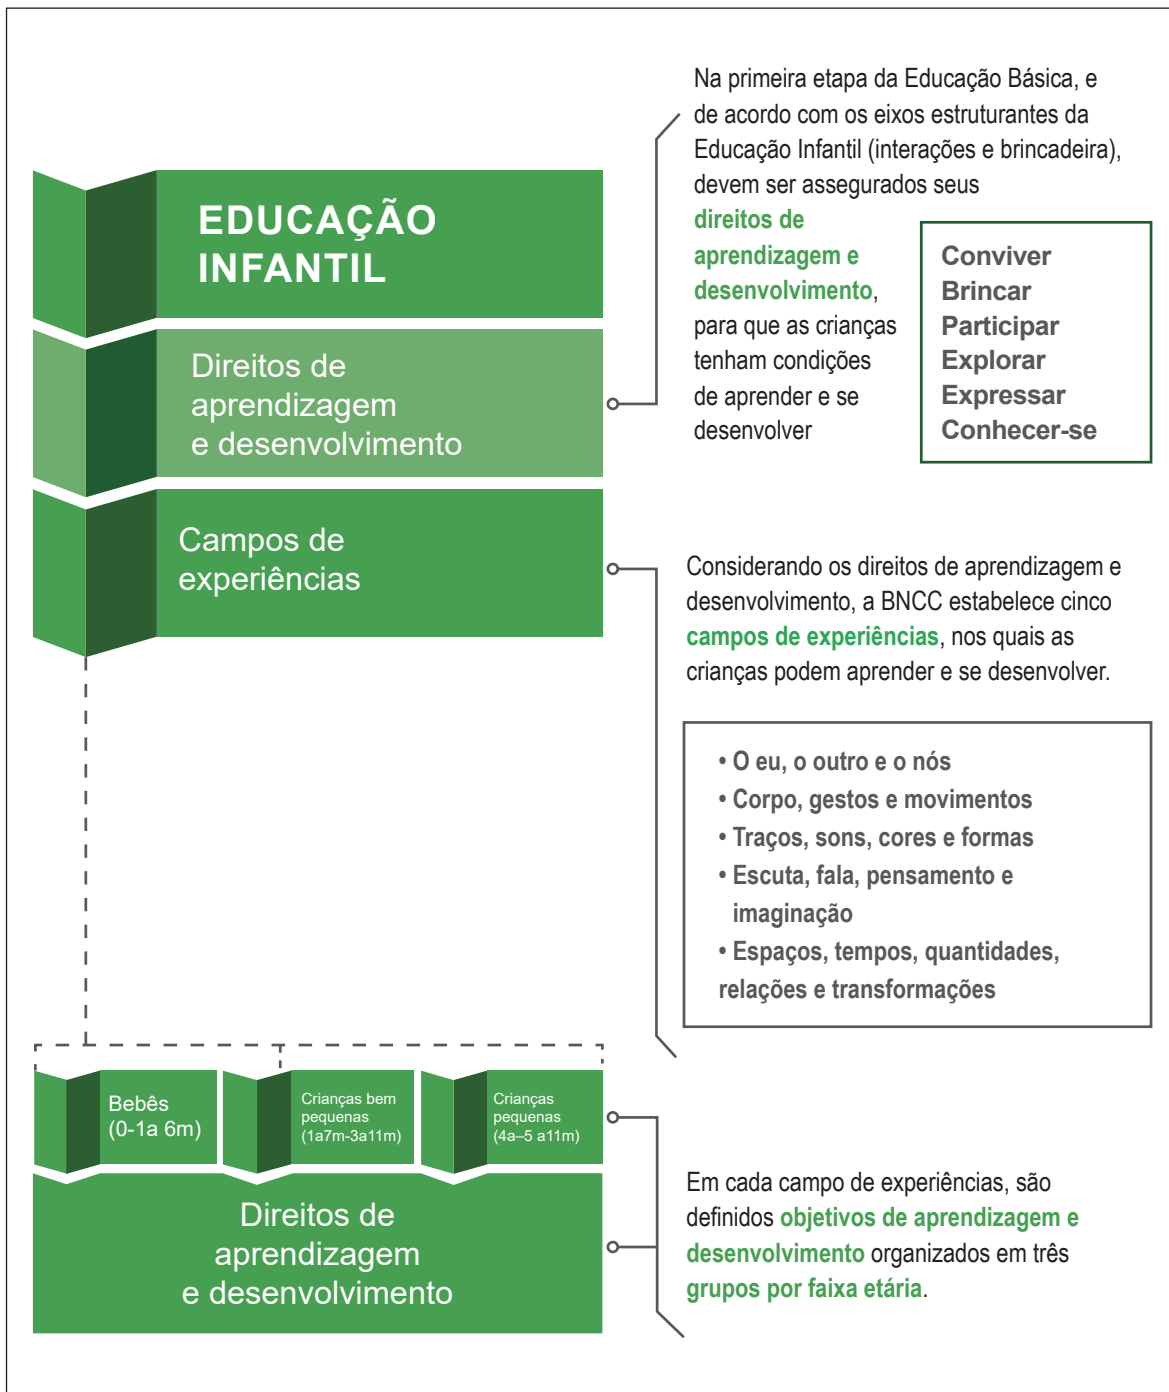 EDUCAÇÃO
INFANTIL
Direitos de
aprendizagem
e desenvolvimento
Na primeira etapa da Educação Básica, e
de acordo com os eixos estruturantes da
Educação Infantil (interações e brincadeira),
devem ser assegurados seus
direitos de
aprendizagem e
desenvolvimento,
para que as crianças
tenham condições
de aprender e se
desenvolver
Conviver
Brincar
Participar
Explorar
Expressar
Conhecer-se
Campos de
experiências
Considerando os direitos de aprendizagem e
desenvolvimento, a BNCC estabelece cinco
campos de experiências, nos quais as
crianças podem aprender e se desenvolver.
• O eu, o outro e o nós
• Corpo, gestos e movimentos
• Traços, sons, cores e formas
• Escuta, fala, pensamento e
imaginação
• Espaços, tempos, quantidades,
relações e transformações
Bebês
(0-1a 6m)
Crianças bem
pequenas
(1a7m-3a11m)
Crianças
pequenas
(4a–5 a11m)
Direitos de
aprendizagem
e desenvolvimento
Em cada campo de experiências, são
definidos objetivos de aprendizagem e
desenvolvimento organizados em três
grupos por faixa etária.